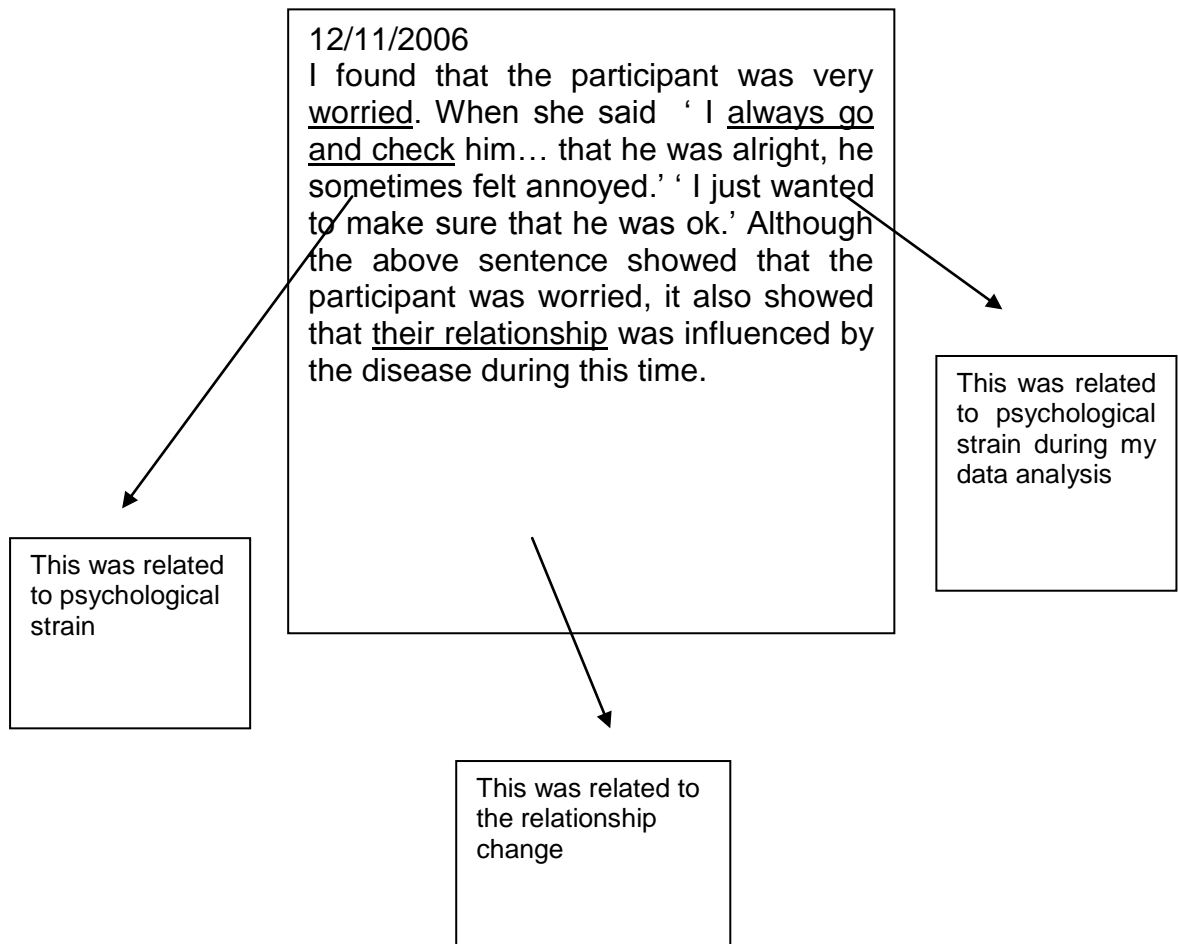 12/11/2006
I found that the participant was very
worried. When she said ‘ I always go
and check him… that he was alright, he
sometimes felt annoyed.’ ‘ I just wanted
to make sure that he was ok.’ Although
the above sentence showed that the
participant was worried, it also showed
that their relationship was influenced by
the disease during this time.
This was related
to psychological
strain during my
data analysis
This was related
to psychological
strain
This was related to
the relationship
change